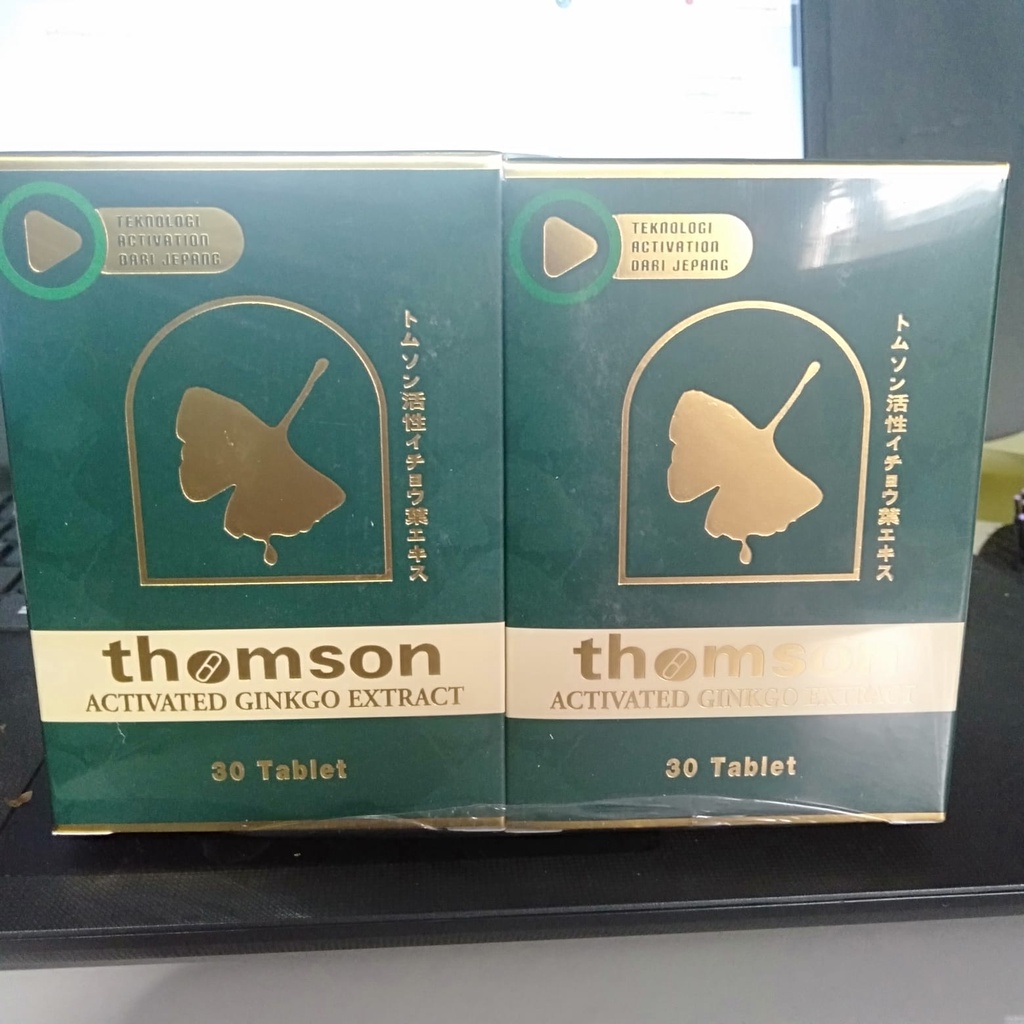 TEKNOLOGI
ACTIVATION
DARI JEPANG
トムソン活性イチョウ葉エキス
thomson
ACTIVATED GINKGO EXTRACT
30 Tablet
TEKNOLOGI
ACTIVATION
DARI JEPANG
トムソン活性イチョウ葉エキス
thomson
ACTIVATED GINKGO EXTRACT
30 Tablet